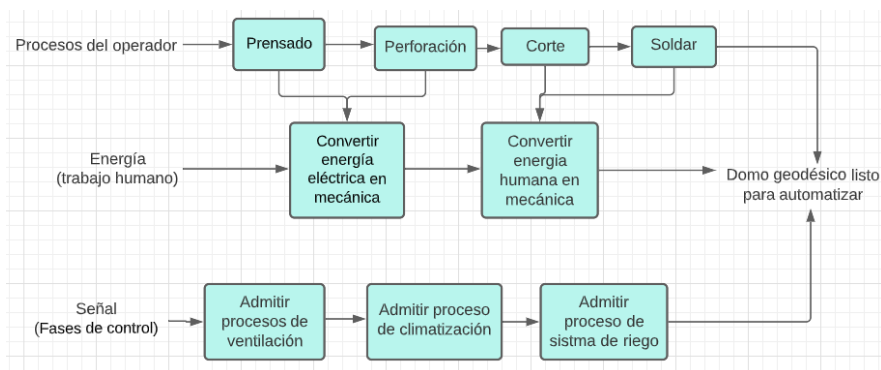 Procesos del operador
Prensado
Perforación
Corte
Soldar
Energía
(trabajo humano)
Convertir
energía
eléctrica en
mecánica
Convertir
energia
humana en
mecánica
Domo geodésico listo
para automatizar
Señal
(Fases de control)
Admitir
procesos de
ventilación
Admitir proceso
de climatización
Admitir
proceso de
sistma de riego